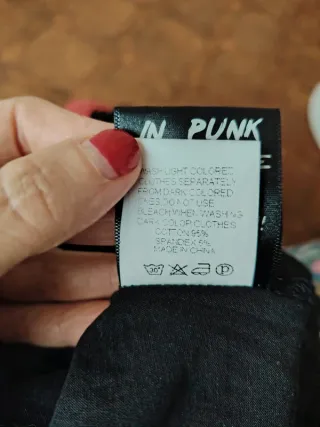 IN PUNK
WASH LIGHT COLORED
CLOTHES SEPARATELY
FROM DARK COLORED
DO NOT USE
BLEACH WHEN WASHING
DARK COLOR CLOTHES
COTTON 95%
SPANDEX 5%
MADE IN CHINA
30°
P